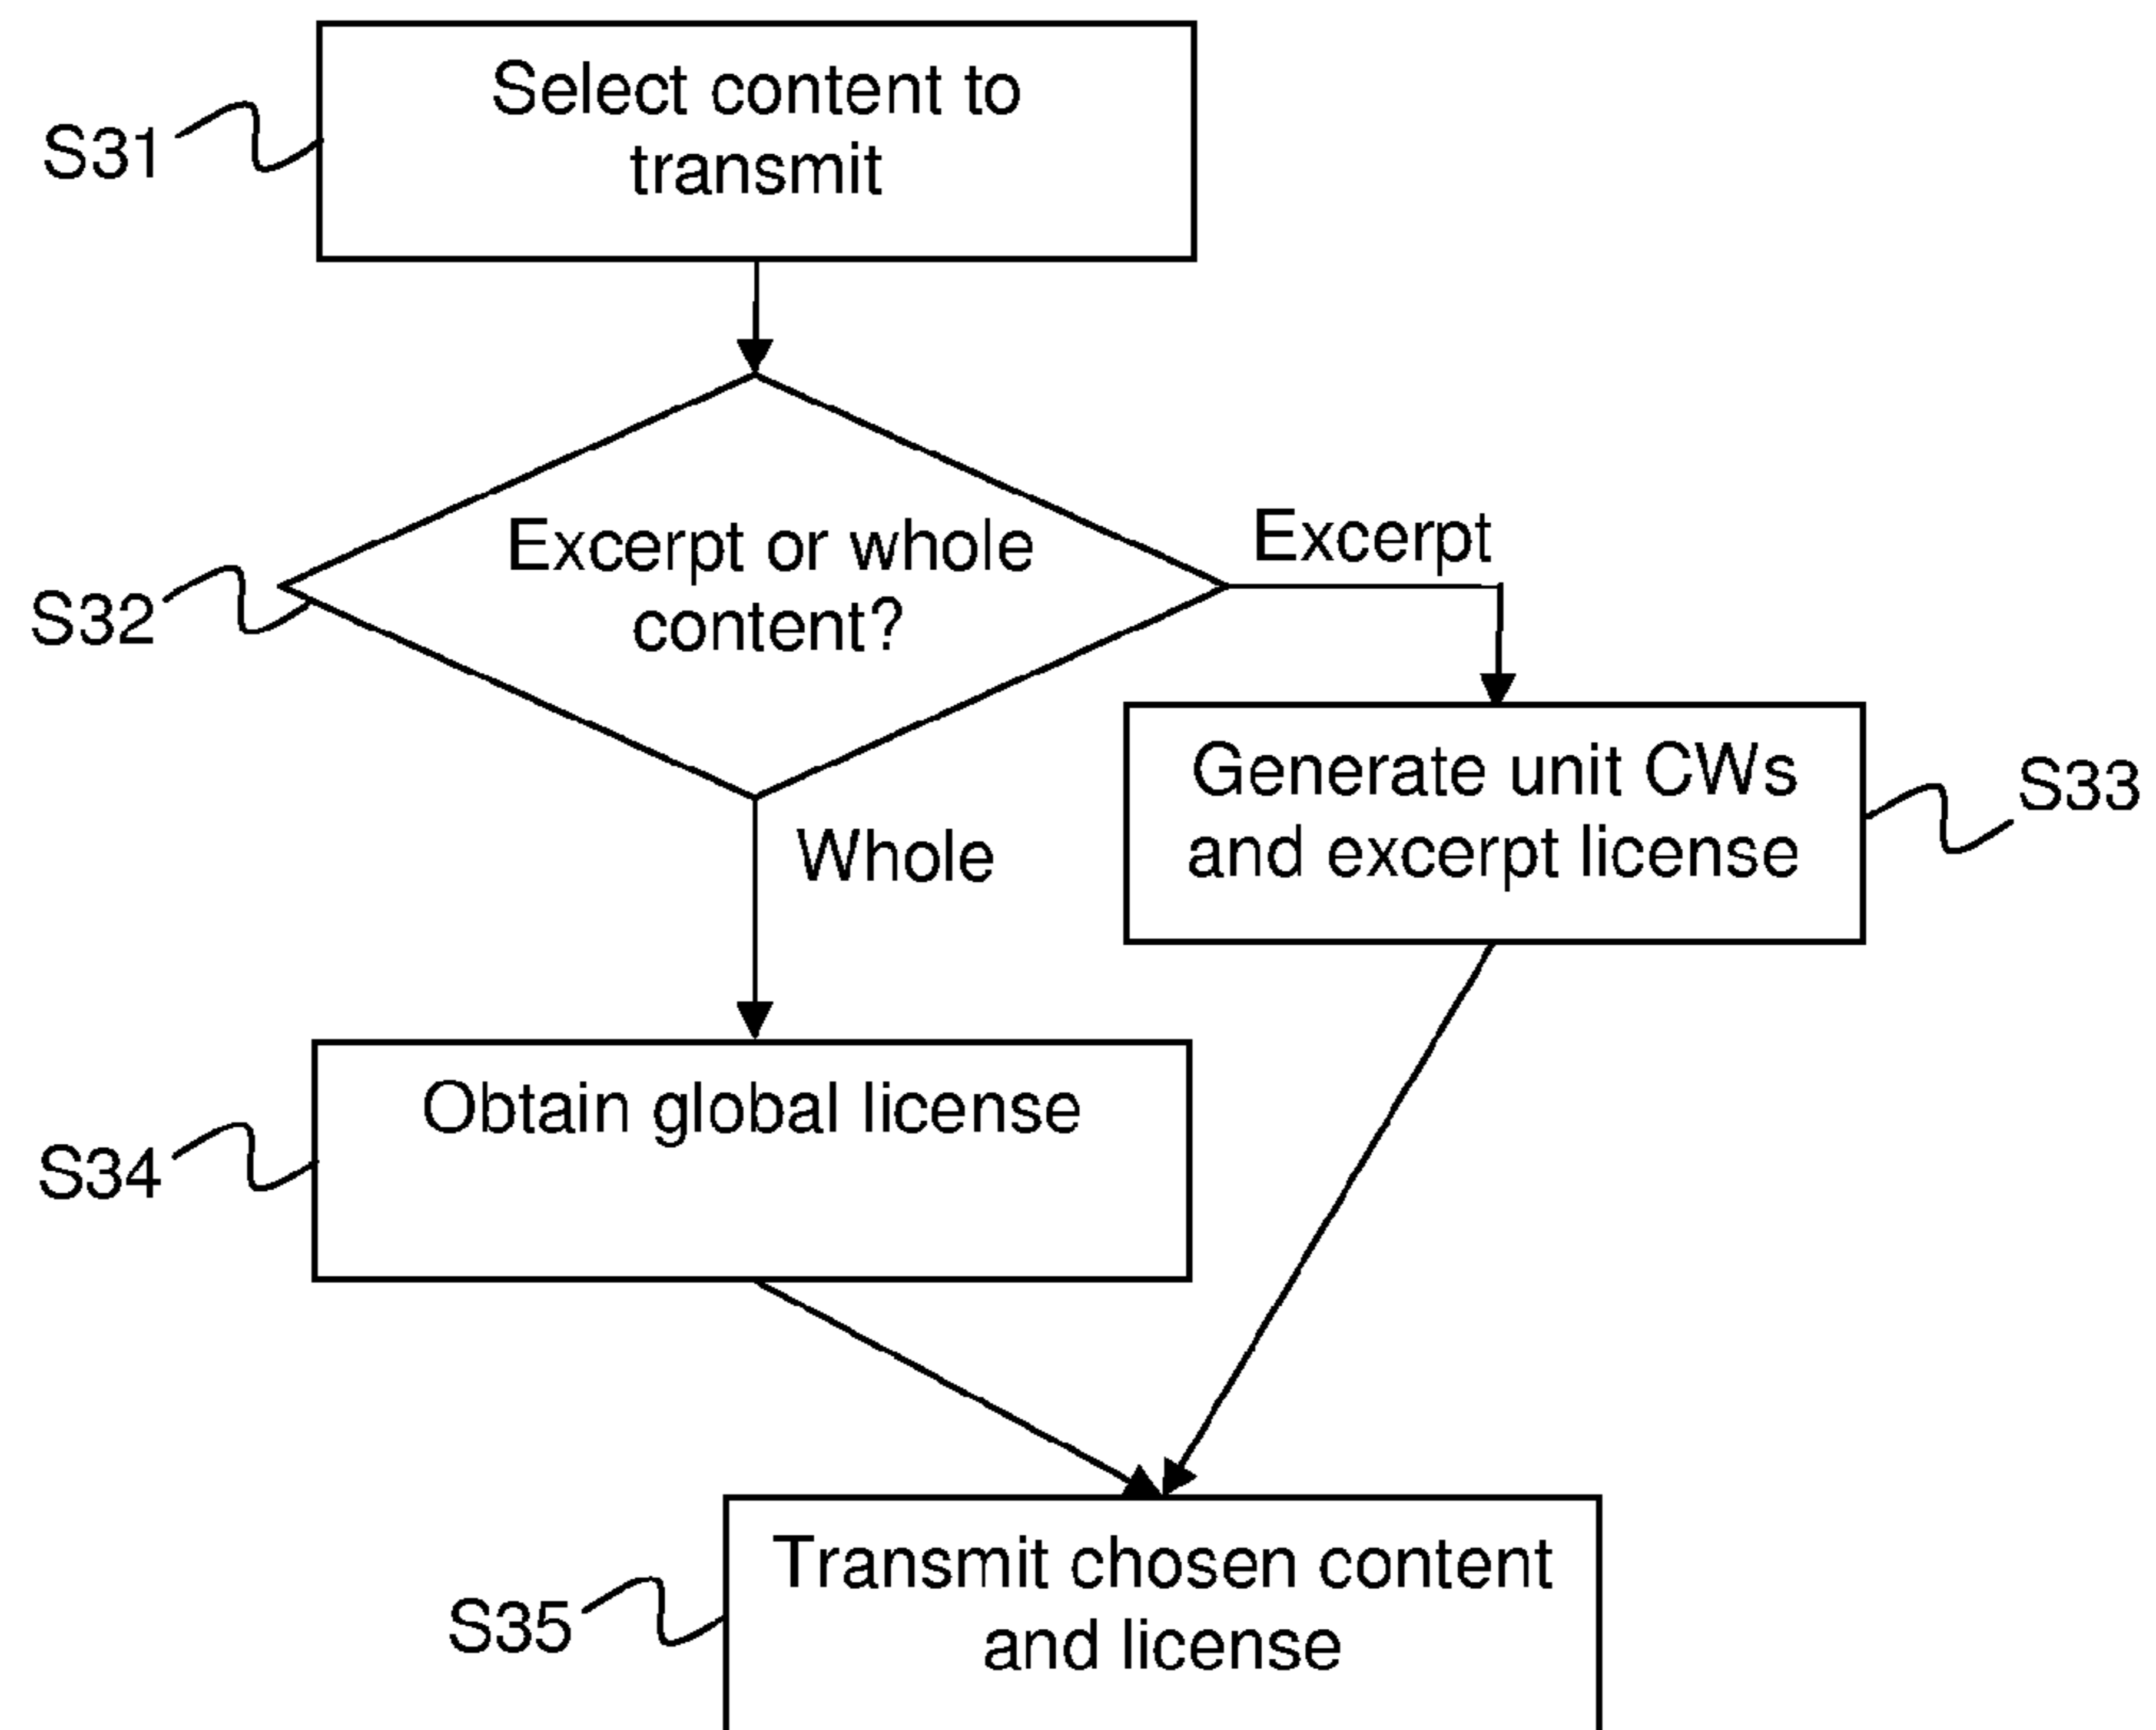 Select content to
transmit
S31
Excerpt or whole
content?
Excerpt
S32
Generate unit CWs
and excerpt license
S33
Whole
Obtain global license
S34
Transmit chosen content
and license
S35